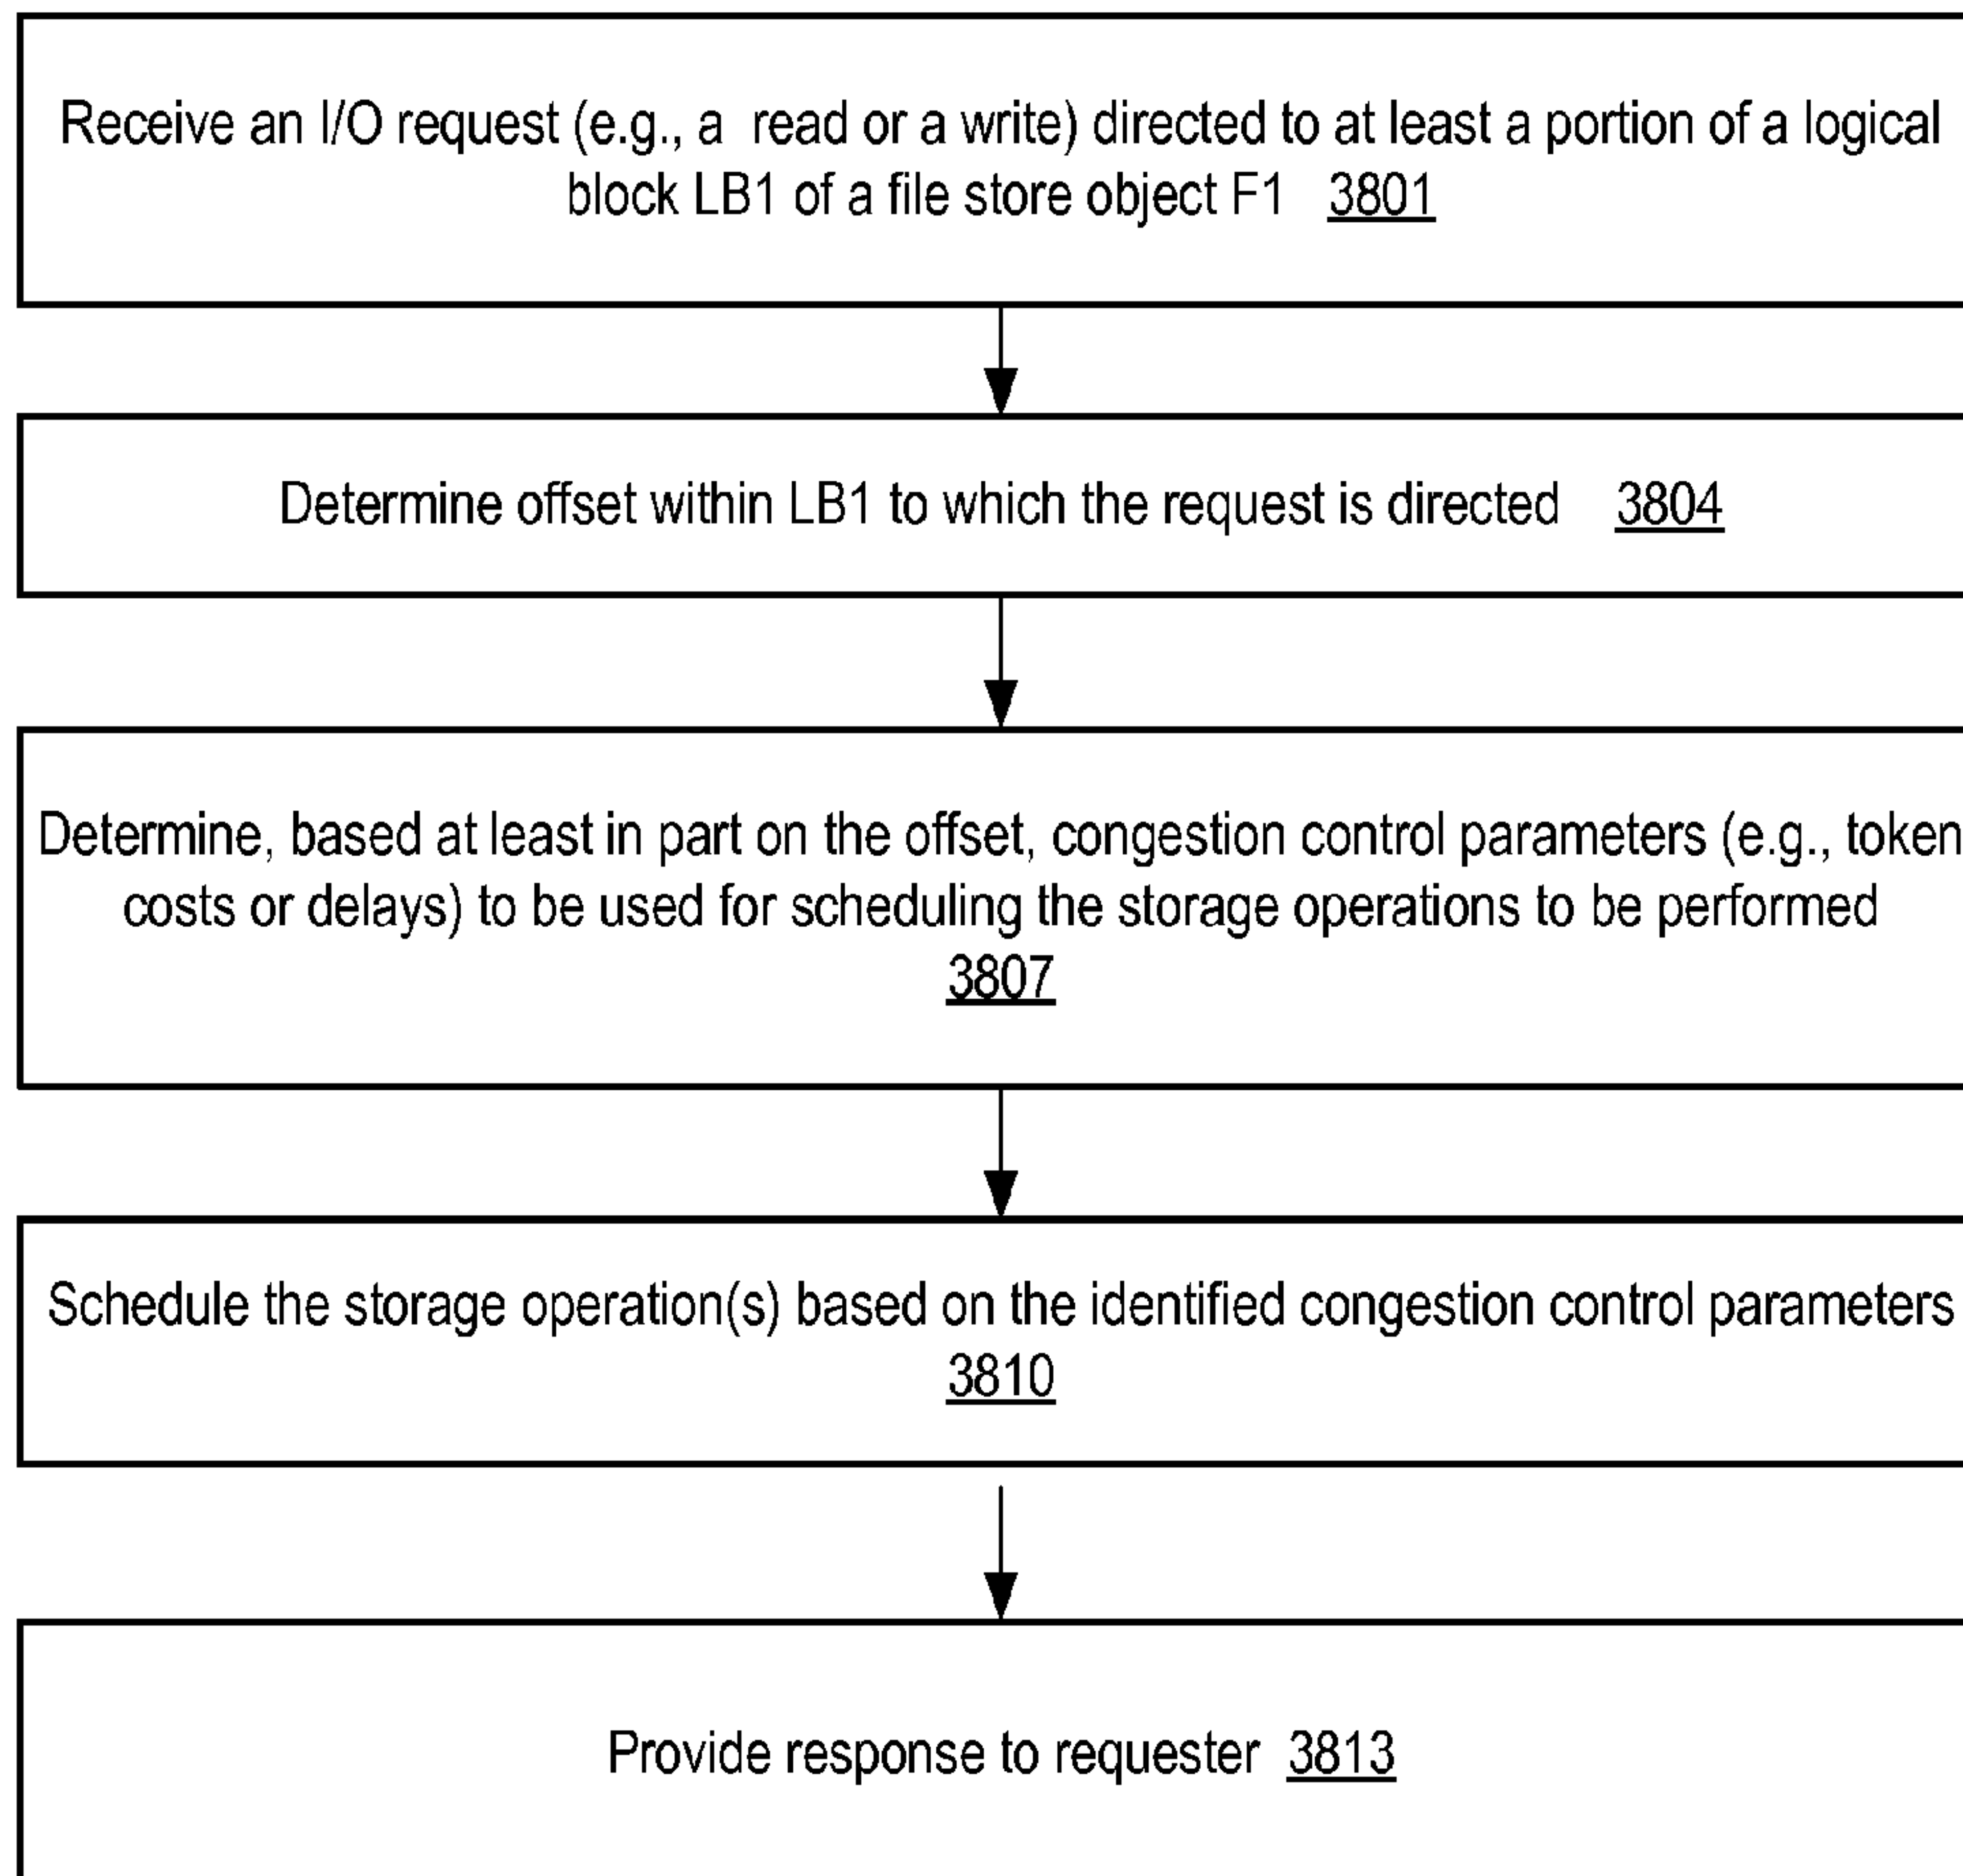 Receive an I/O request (e.g., a read or a write) directed to at least a portion of a logical
block LB1 of a file store object F1 3801
Determine offset within LB1 to which the request is directed 3804
Determine, based at least in part on the offset, congestion control parameters (e.g., token
costs or delays) to be used for scheduling the storage operations to be performed
3807
Schedule the storage operation(s) based on the identified congestion control parameters
3810
Provide response to requester 3813